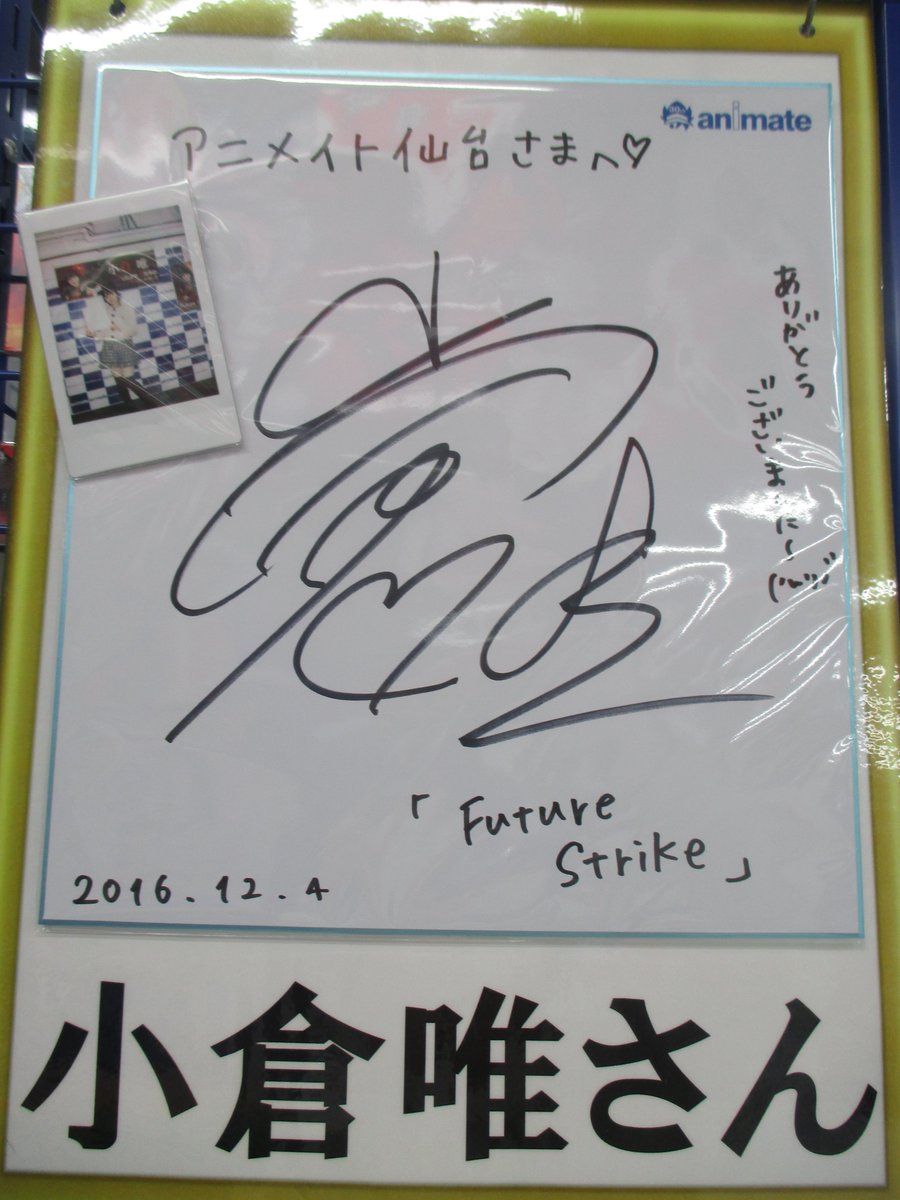 animate
アニメイト仙台さまへ♡
ありがとう
ございました〜
「Future
Strike」
2016.12.4
小倉唯さん